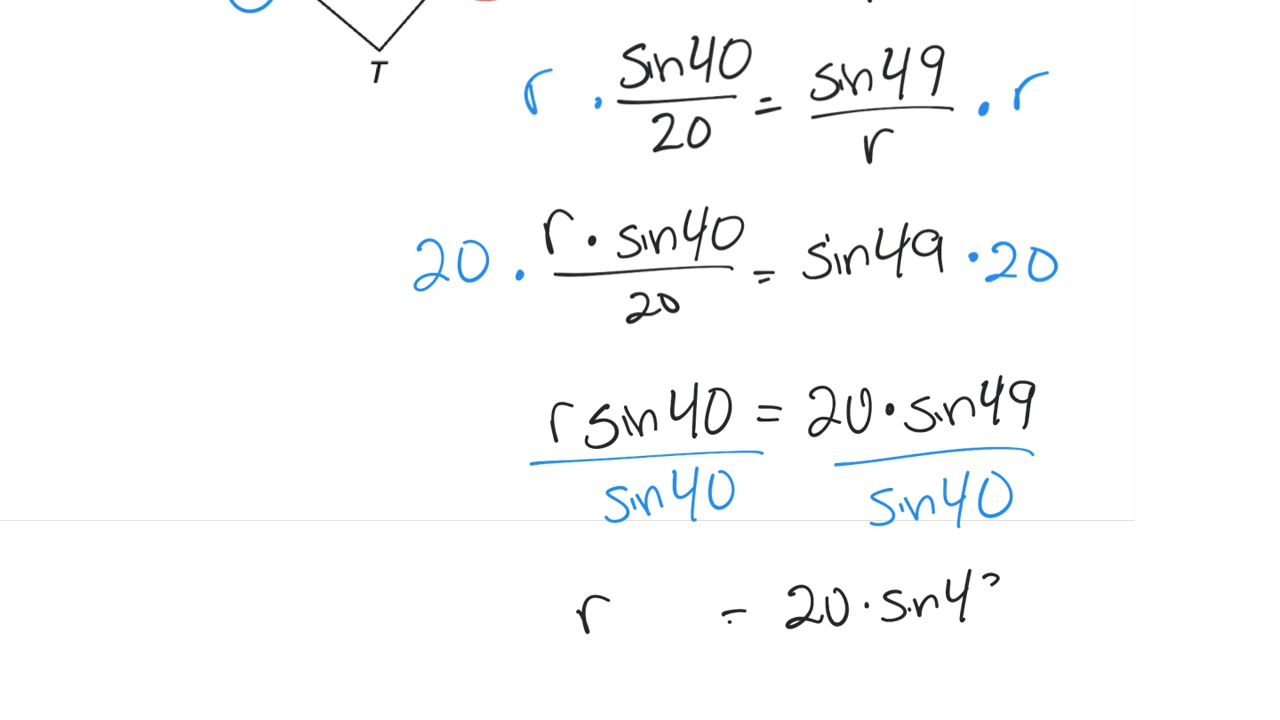 T
r · sin40/20 = sin49/r · r
20 · r · sin40/20 = sin49 · 20
r sin40/sin40 = 20 · sin49/sin40
r = 20 · sin4